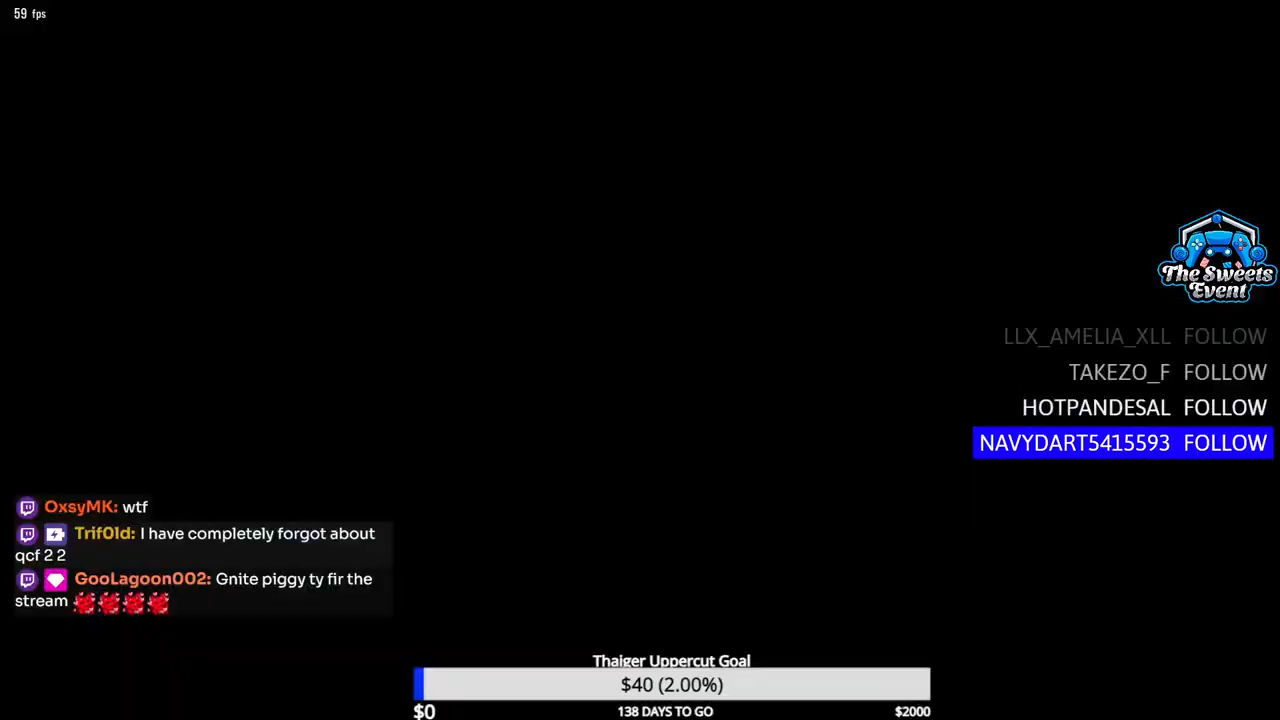 59 fps
The Sweets
Event
LLX_AMELIA_XLL FOLLOW
TAKEZO_F FOLLOW
HOTPANDESAL FOLLOW
NAVYDART5415593 FOLLOW
OxsyMK: wtf
Trif0ld: I have completely forgot about
qcf 2 2
GooLagoon002: Gnite piggy ty fir the
stream
Thaiger Uppercut Goal
$40 (2.00%)
$0 138 DAYS TO GO $2000